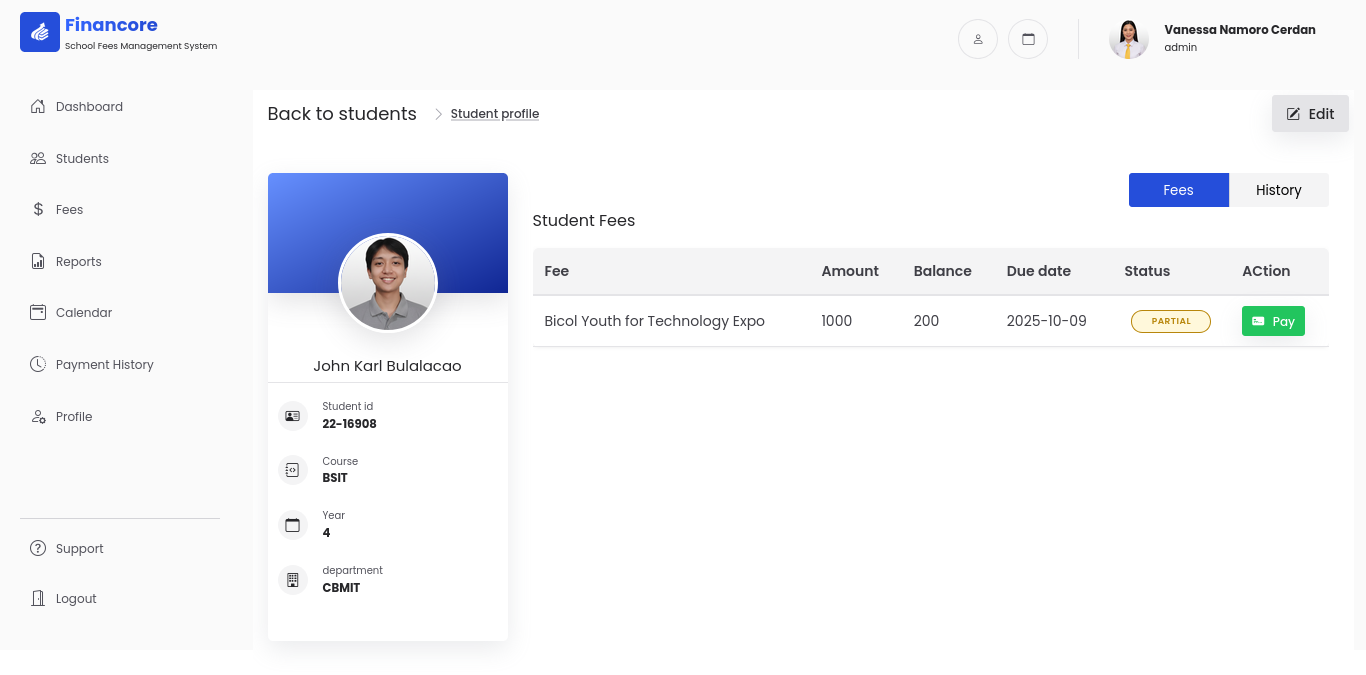 Financore
School Fees Management System
Vanessa Namoro Cerdan
admin
Dashboard
Students
Fees
Reports
Calendar
Payment History
Profile
Support
Logout
Back to students
Student profile
Edit
John Karl Bulalacao
Student id
22-16908
Course
BSIT
Year
4
department
CBMIT
Fees
History
Student Fees
Fee Amount Balance Due date Status ACtion
Bicol Youth for Technology Expo 1000 200 2025-10-09 PARTIAL Pay